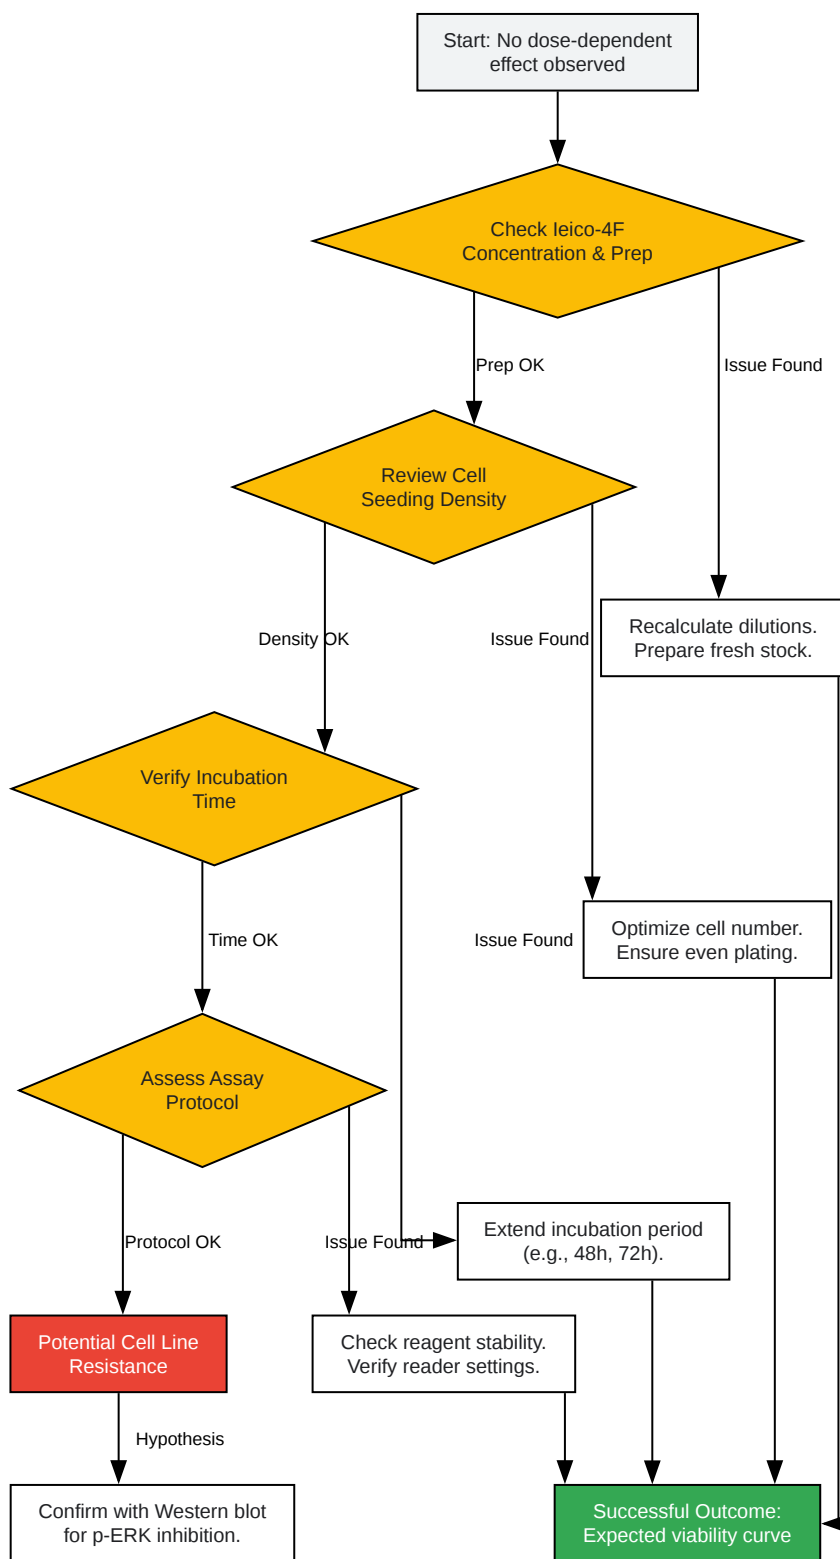 Start: No dose-dependent
effect observed
Check Ieico-4F
Concentration & Prep
Prep OK
Issue Found
Review Cell
Seeding Density
Recalculate dilutions.
Prepare fresh stock.
Density OK
Issue Found
Verify Incubation
Time
Optimize cell number.
Ensure even plating.
Time OK
Issue Found
Assess Assay
Protocol
Extend incubation period
(e.g., 48h, 72h).
Protocol OK
Issue Found
Potential Cell Line
Resistance
Check reagent stability.
Verify reader settings.
Hypothesis
Confirm with Western blot
for p-ERK inhibition.
Successful Outcome:
Expected viability curve